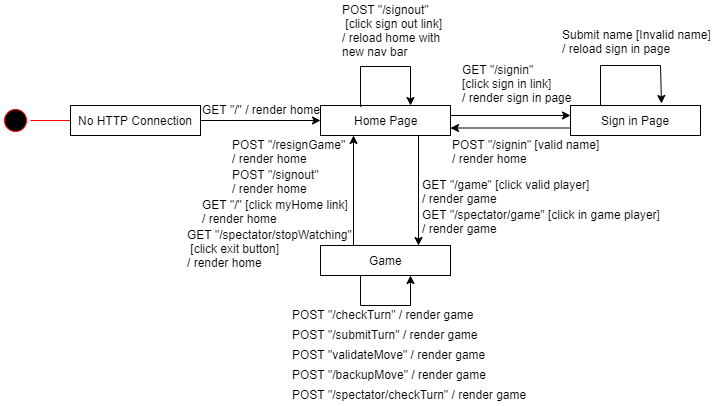 POST "/signout"
[click sign out link]
/ reload home with
new nav bar
Submit name [Invalid name]
/ reload sign in page
GET "/signin"
[click sign in link]
/ render sign in page
No HTTP Connection
GET "/" / render home
Home Page
Sign in Page
POST "/resignGame"
/ render home
POST "/signout"
/ render home
GET "/" [click myHome link]
/ render home
GET "/spectator/stopWatching"
[click exit button]
/ render home
POST "/signin" [valid name]
/ render home
GET "/game" [click valid player]
/ render game
GET "/spectator/game" [click in game player]
/ render game
Game
POST "/checkTurn" / render game
POST "/submitTurn" / render game
POST "validateMove" / render game
POST "/backupMove" / render game
POST "/spectator/checkTurn" / render game